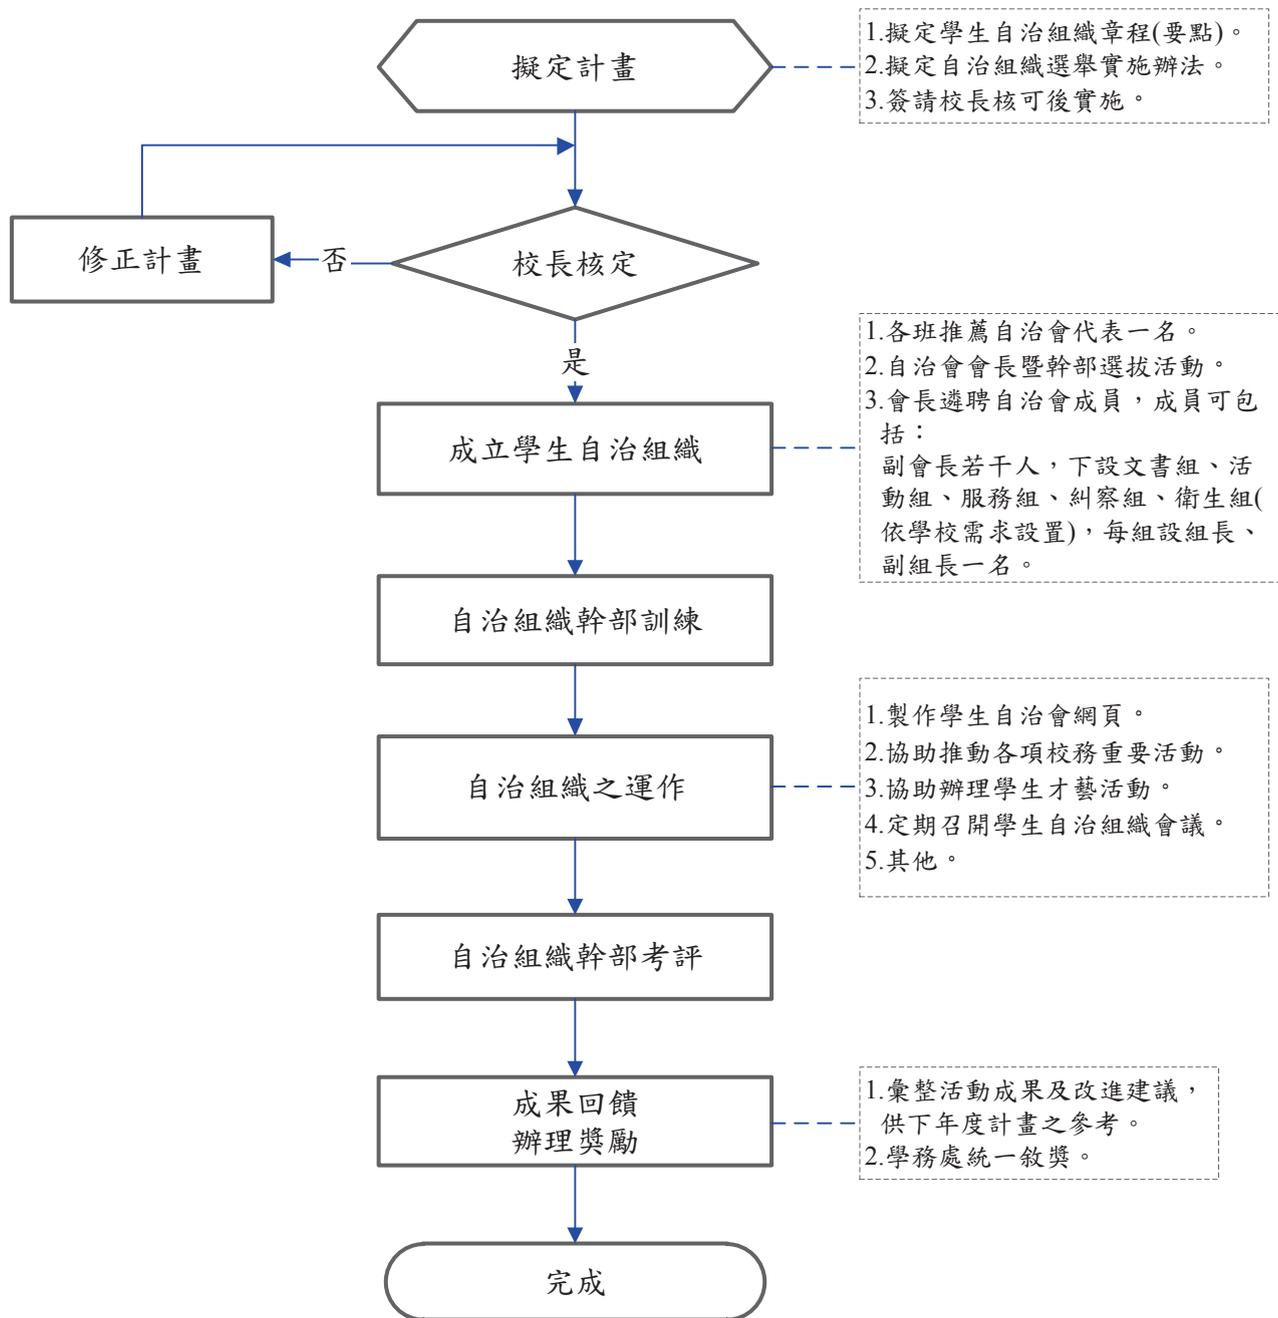 擬定計畫
1.擬定學生自治組織章程(要點)。
2.擬定自治組織選舉實施辦法。
3.簽請校長核可後實施。
修正計畫
否
校長核定
是
成立學生自治組織
1.各班推薦自治會代表一名。
2.自治會會長暨幹部選拔活動。
3.會長遴聘自治會成員，成員可包
括：
副會長若干人，下設文書組、活
動組、服務組、糾察組、衛生組(
依學校需求設置)，每組設組長、
副組長一名。
自治組織幹部訓練
自治組織之運作
1.製作學生自治會網頁。
2.協助推動各項校務重要活動。
3.協助辦理學生才藝活動。
4.定期召開學生自治組織會議。
5.其他。
自治組織幹部考評
成果回饋
辦理獎勵
1.彙整活動成果及改進建議，
供下年度計畫之參考。
2.學務處統一敘獎。
完成